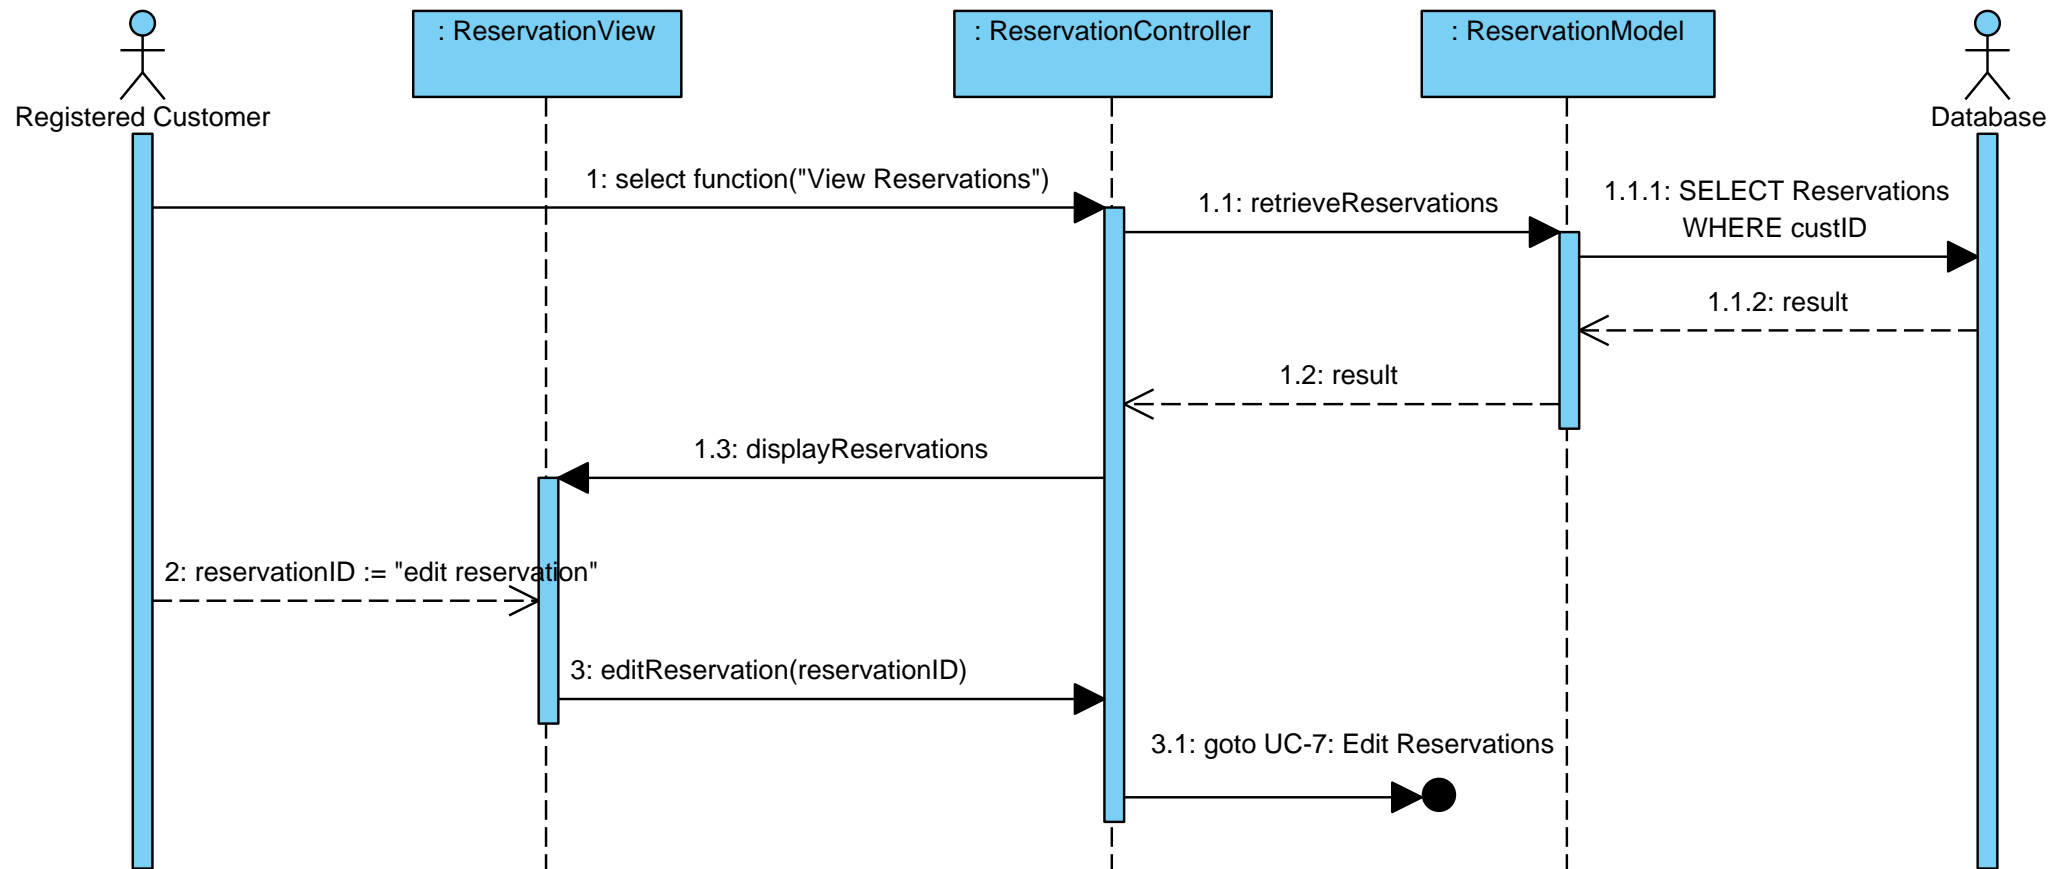 : ReservationView
: ReservationController
: ReservationModel
Registered Customer
Database
1: select function("View Reservations")
1.1: retrieveReservations
1.1.1: SELECT Reservations
WHERE custID
1.1.2: result
1.2: result
1.3: displayReservations
2: reservationID := "edit reservation"
3: editReservation(reservationID)
3.1: goto UC-7: Edit Reservations